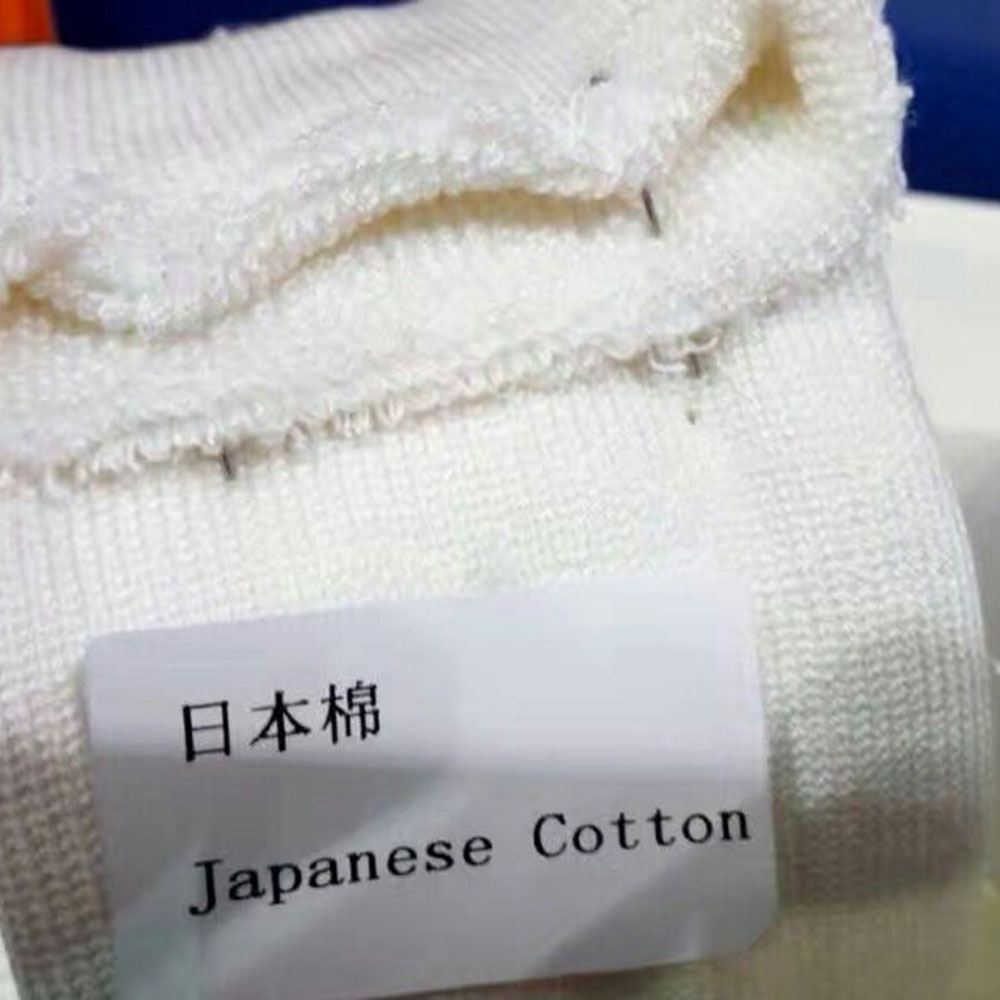 日本棉
Japanese Cotton